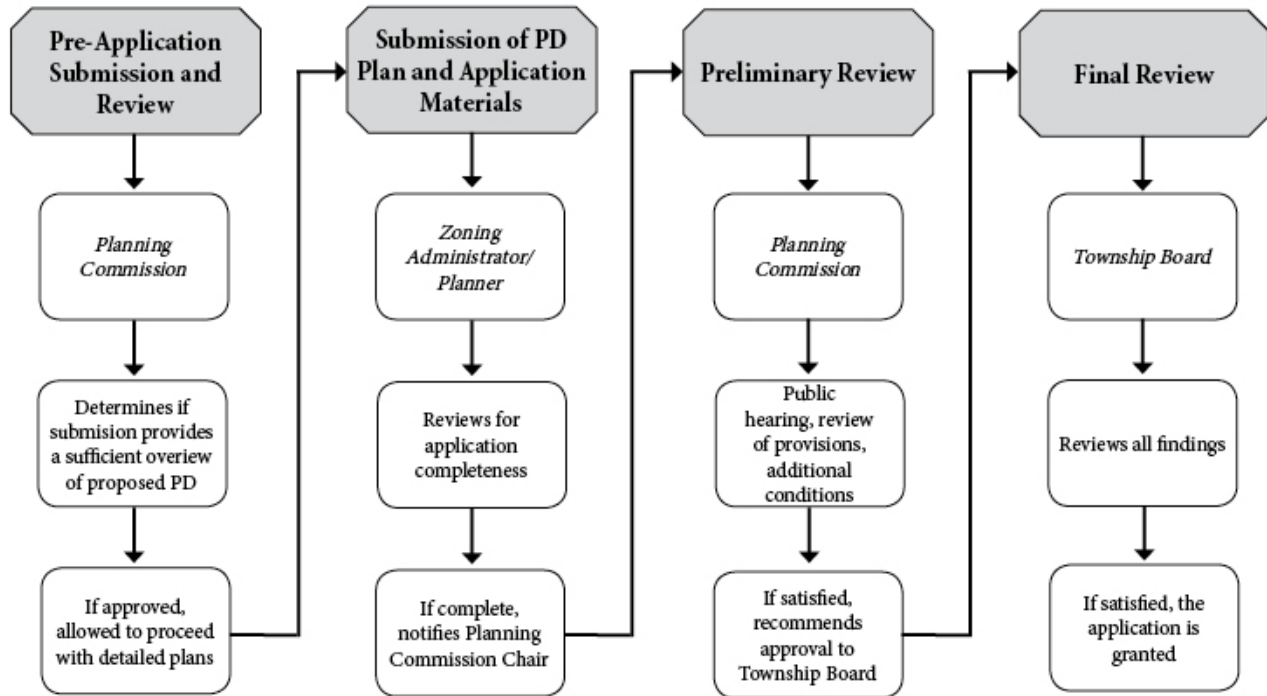 Pre-Application
Submission and
Review
Planning
Commission
Determines if
submision provides
a sufficient overiew
of proposed PD
If approved,
allowed to proceed
with detailed plans
Submission of PD
Plan and Application
Materials
Zoning
Administrator/
Planner
Reviews for
application
completeness
If complete,
notifies Planning
Commission Chair
Preliminary Review
Planning
Commission
Public
hearing, review
of provisions,
additional
conditions
If satisfied,
recommends
approval to
Township Board
Final Review
Township Board
Reviews all findings
If satisfied, the
application is
granted